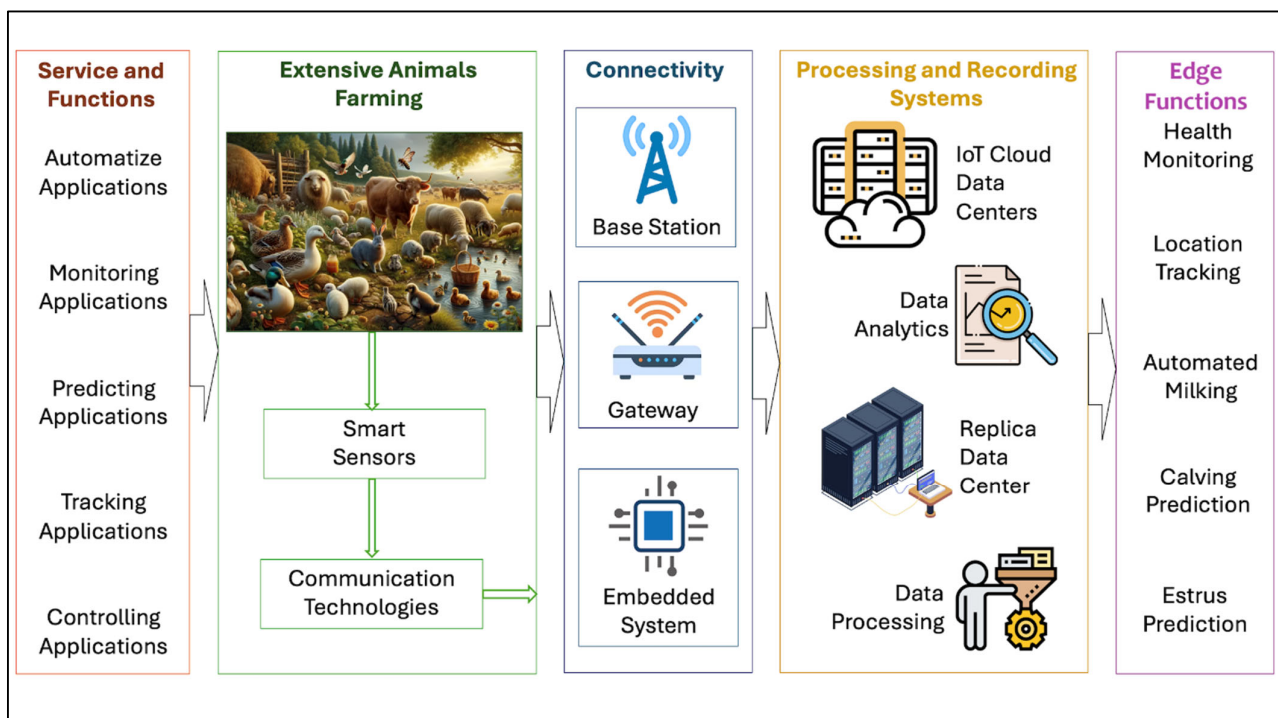 Service and
Functions
Automatize
Applications
Monitoring
Applications
Predicting
Applications
Tracking
Applications
Controlling
Applications
Extensive Animals
Farming
Smart
Sensors
Communication
Technologies
Connectivity
Base Station
Gateway
Embedded
System
Processing and Recording
Systems
IoT Cloud
Data
Centers
Data
Analytics
Replica
Data
Center
Data
Processing
Edge
Functions
Health
Monitoring
Location
Tracking
Automated
Milking
Calving
Prediction
Estrus
Prediction